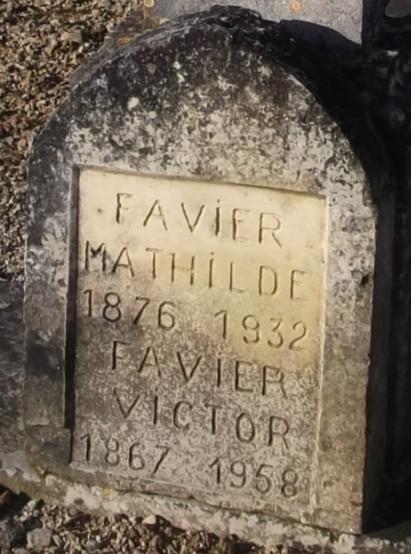 FAVIER
MATHILDE
1876 1932
FAVIER
VICTOR
1867 1958